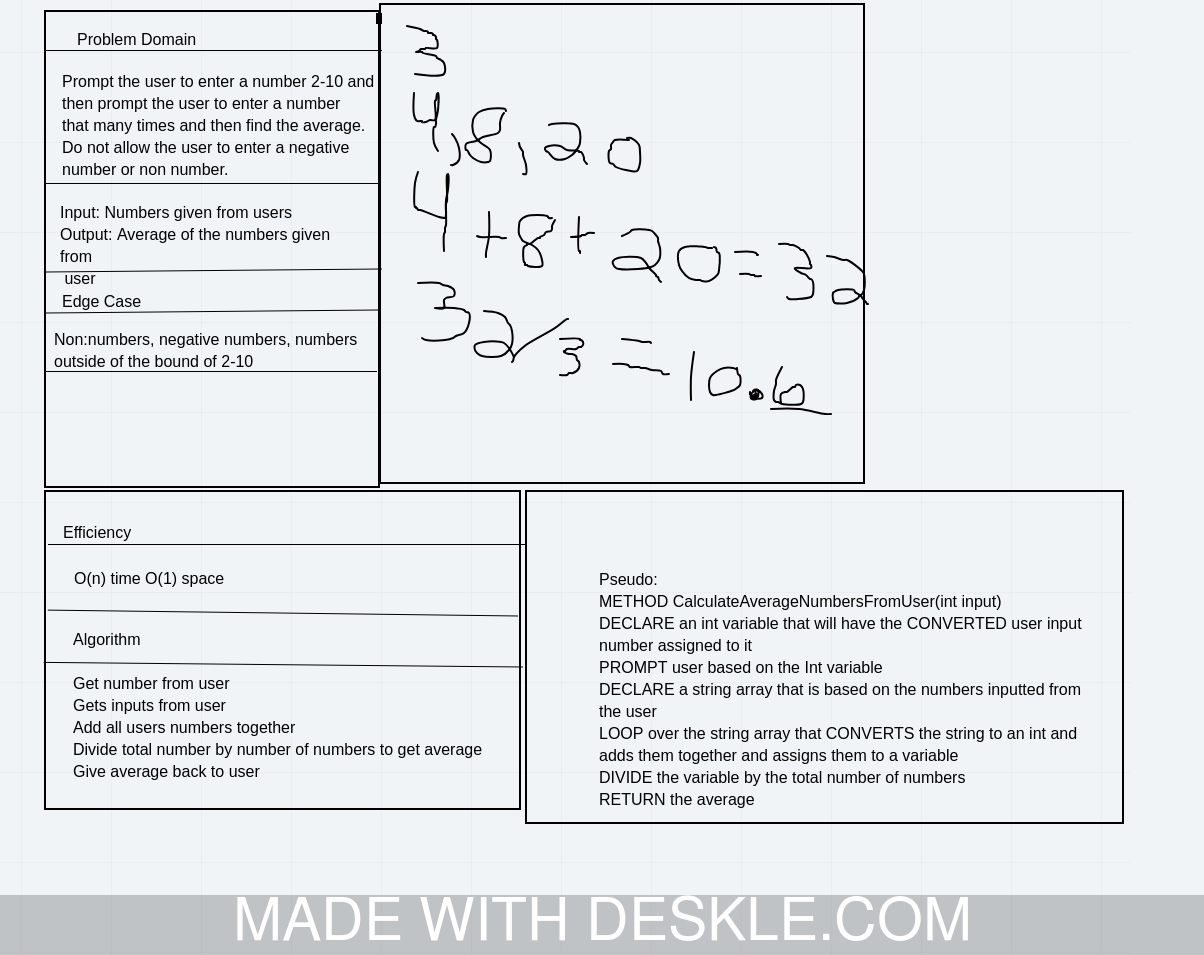 Problem Domain
Prompt the user to enter a number 2-10 and
then prompt the user to enter a number
that many times and then find the average.
Do not allow the user to enter a negative
number or non number.
Input: Numbers given from users
Output: Average of the numbers given
from
user
Edge Case
Non:numbers, negative numbers, numbers
outside of the bound of 2-10
3
4,8,20
4+8+20=32
32/3=10.6
Efficiency
O(n) time O(1) space
Algorithm
Get number from user
Gets inputs from user
Add all users numbers together
Divide total number by number of numbers to get average
Give average back to user
Pseudo:
METHOD CalculateAverageNumbersFromUser(int input)
DECLARE an int variable that will have the CONVERTED user input
number assigned to it
PROMPT user based on the Int variable
DECLARE a string array that is based on the numbers inputted from
the user
LOOP over the string array that CONVERTS the string to an int and
adds them together and assigns them to a variable
DIVIDE the variable by the total number of numbers
RETURN the average
MADE WITH DESKLE.COM